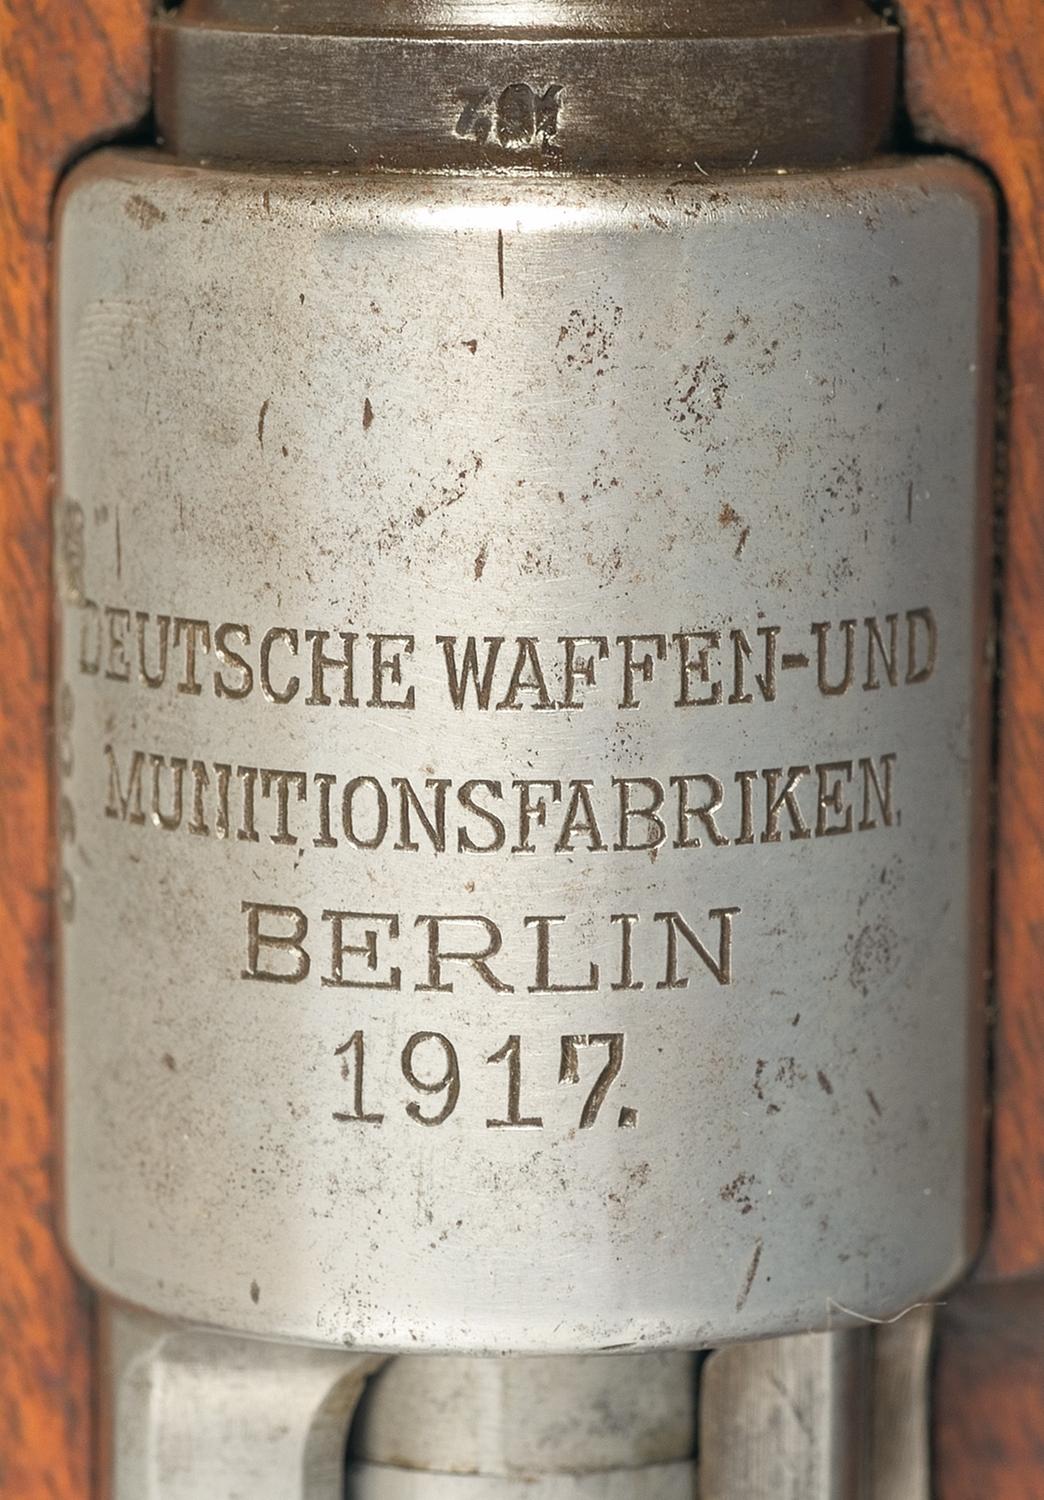 DEUTSCHE WAFFEN-UND
MUNITIONSFABRIKEN.
BERLIN
1917.